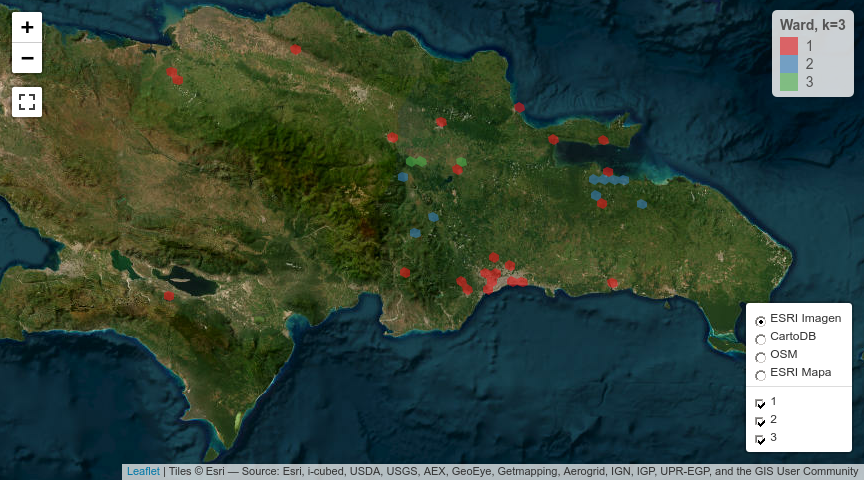 +
−
Ward, k=3
1
2
3
ESRI Imagen
CartoDB
OSM
ESRI Mapa
1
2
3
Leaflet | Tiles © Esri — Source: Esri, i-cubed, USDA, USGS, AEX, GeoEye, Getmapping, Aerogrid, IGN, IGP, UPR-EGP, and the GIS User Community